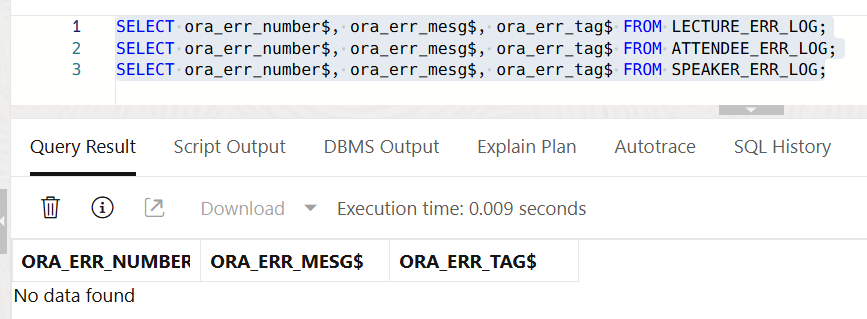 1 SELECT ora_err_number$, ora_err_mesg$, ora_err_tag$ FROM LECTURE_ERR_LOG;
2 SELECT ora_err_number$, ora_err_mesg$, ora_err_tag$ FROM ATTENDEE_ERR_LOG;
3 SELECT ora_err_number$, ora_err_mesg$, ora_err_tag$ FROM SPEAKER_ERR_LOG;
Query Result Script Output DBMS Output Explain Plan Autotrace SQL History
Download Execution time: 0.009 seconds
ORA_ERR_NUMBER ORA_ERR_MESG$ ORA_ERR_TAG$
No data found